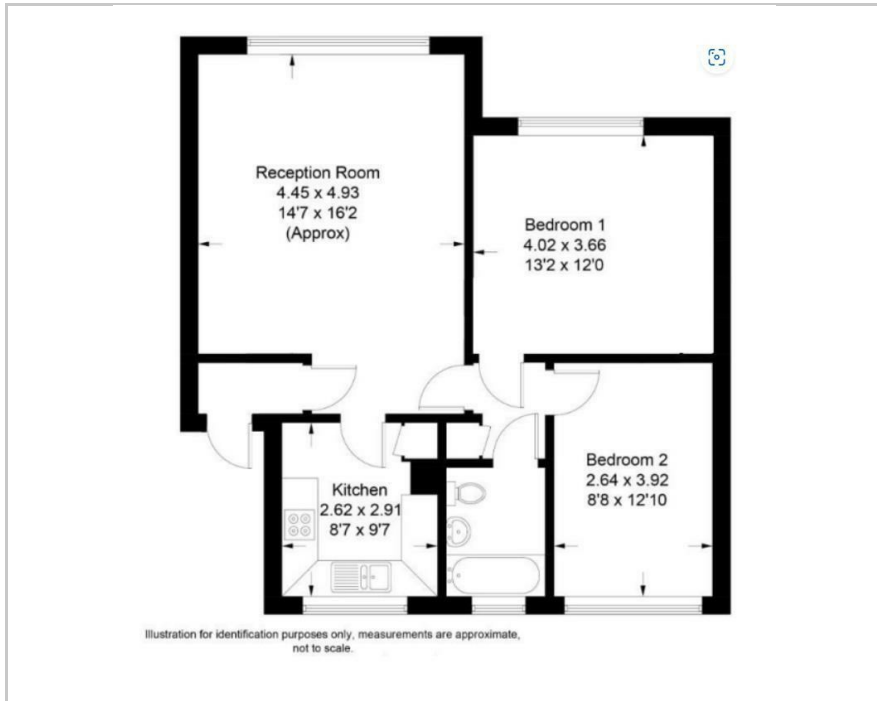 Reception Room
4.45 x 4.93
14'7 x 16'2
(Approx)
Bedroom 1
4.02 x 3.66
13'2 x 12'0
Bedroom 2
2.64 x 3.92
8'8 x 12'10
Kitchen
2.62 x 2.91
8'7 x 9'7
Illustration for identification purposes only, measurements are approximate,
not to scale.